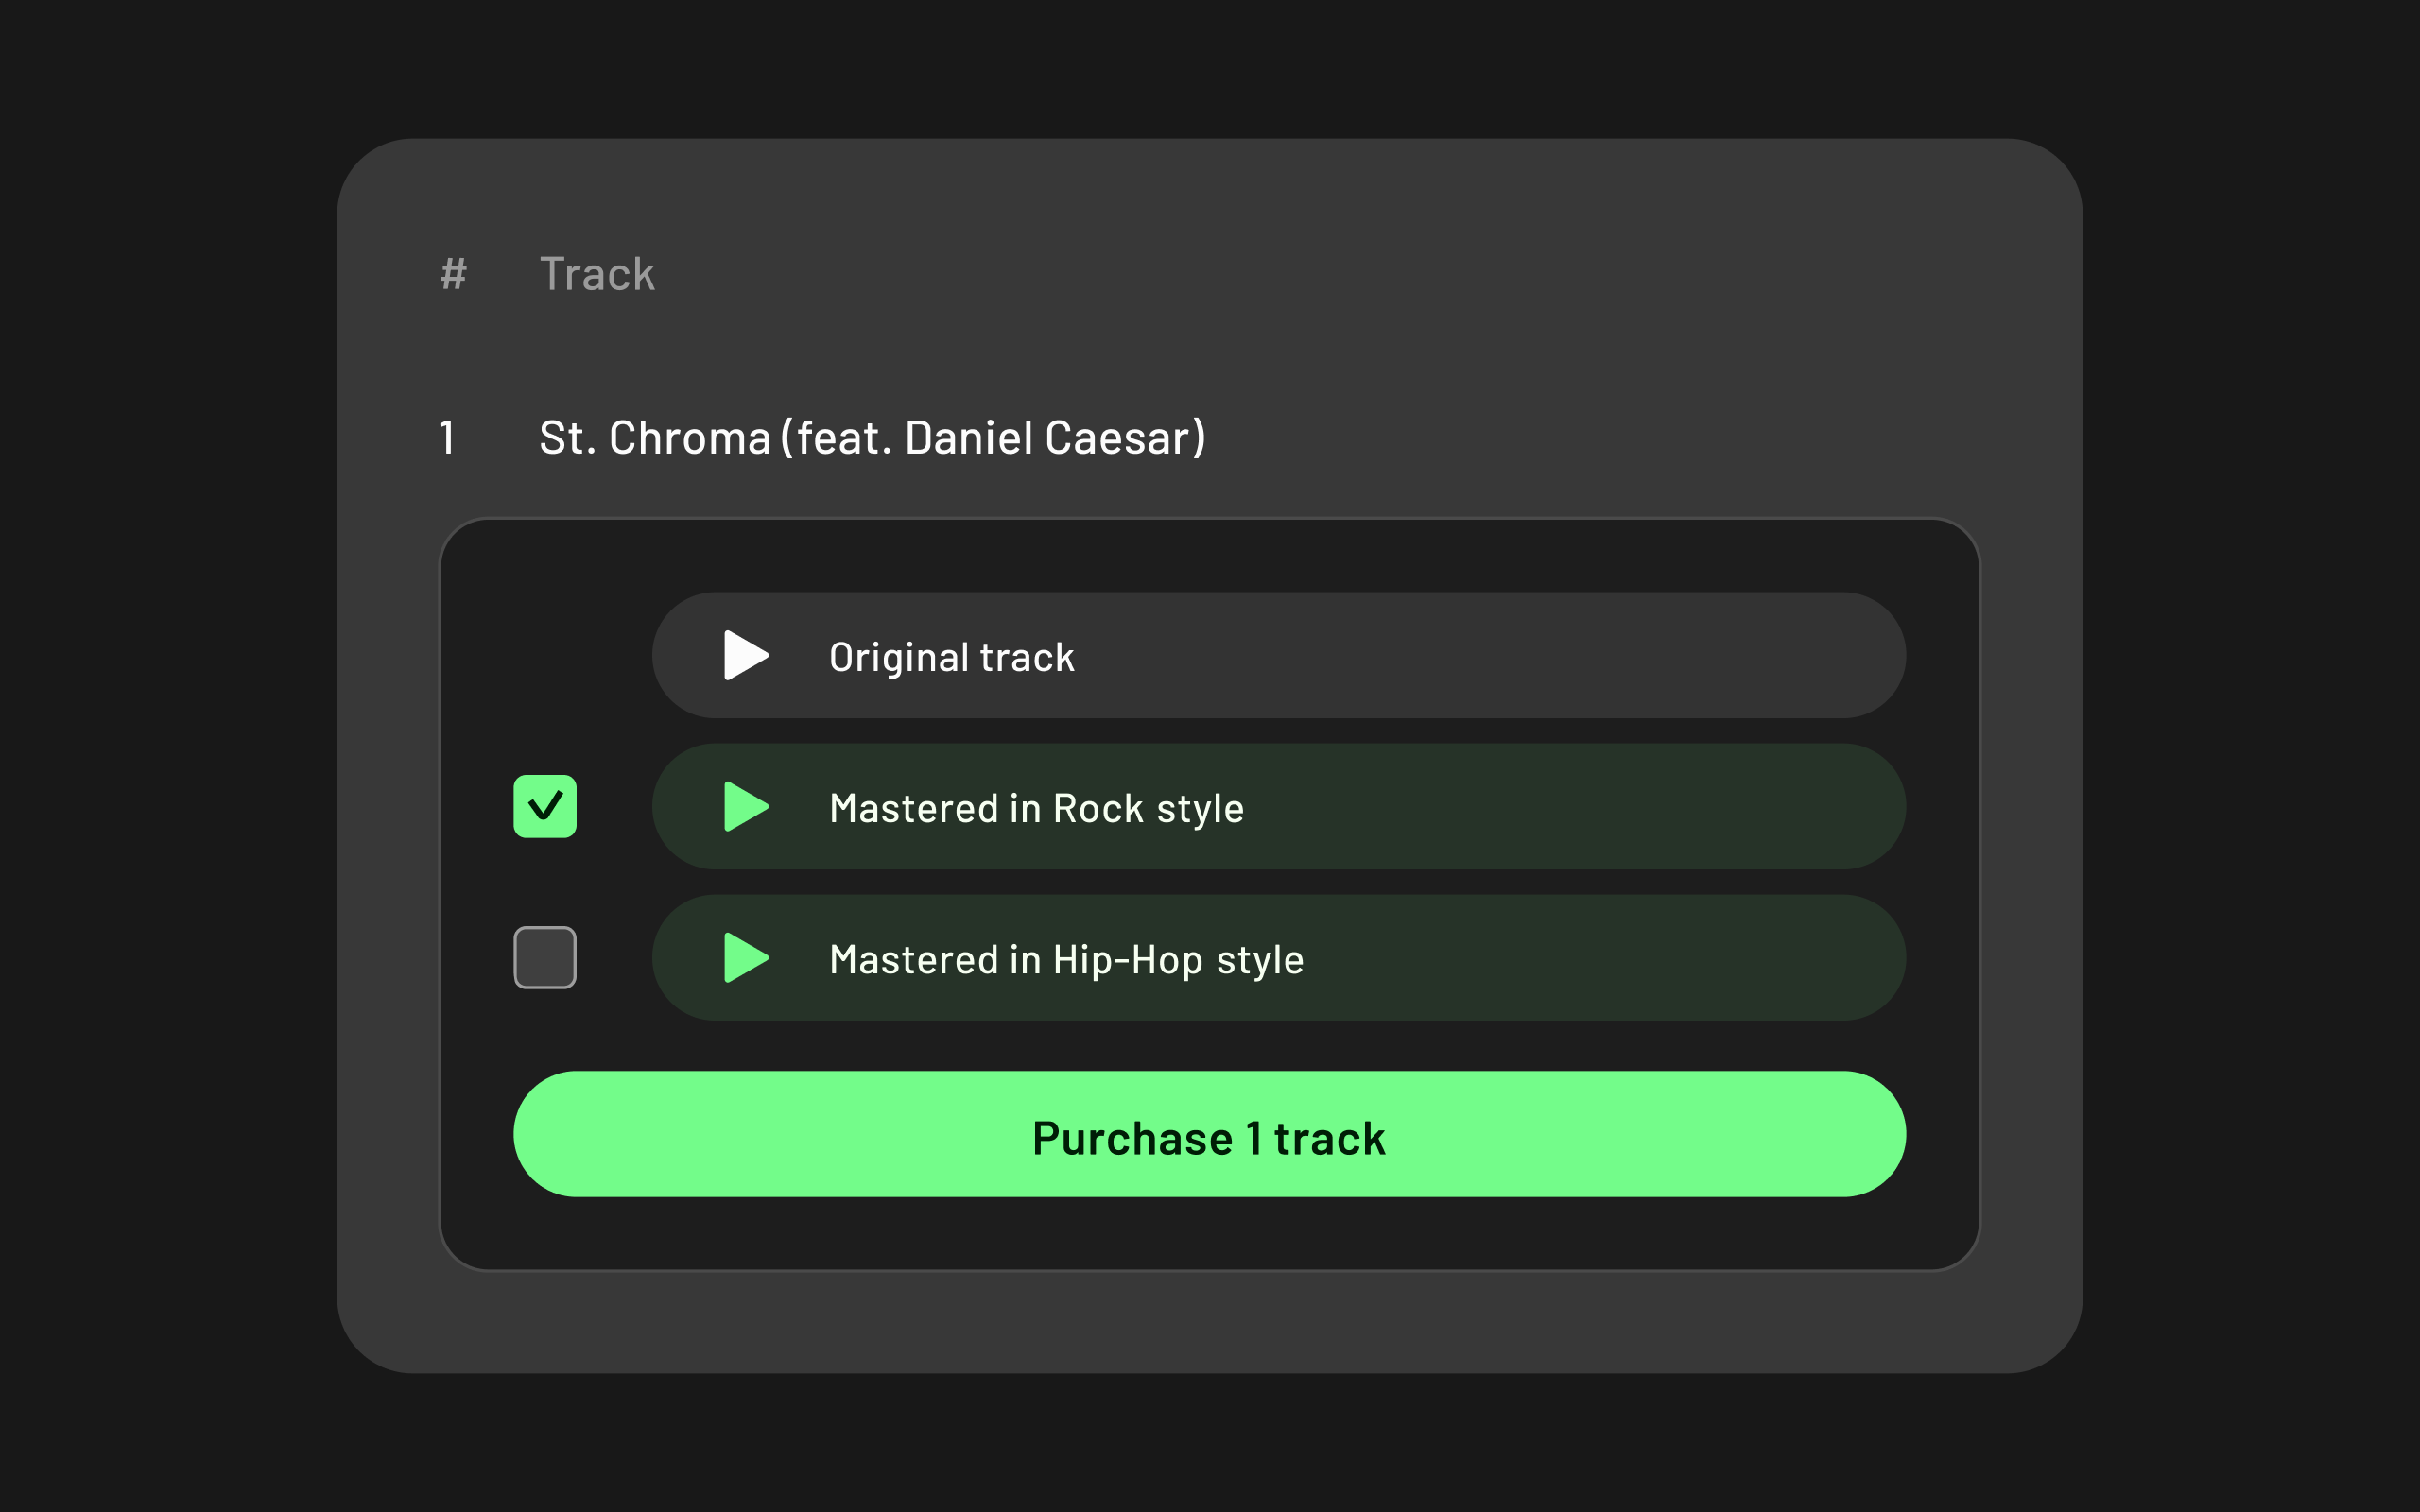 # Track
1 St. Chroma (feat. Daniel Caesar)
Original track
Mastered in Rock style
Mastered in Hip-Hop style
Purchase 1 track